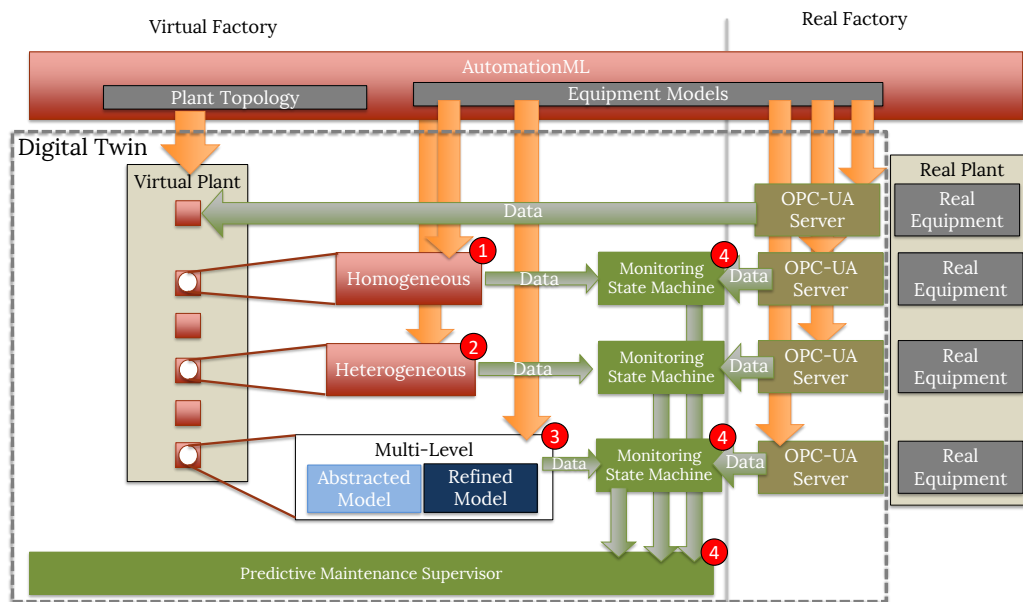 Virtual Factory
Real Factory
AutomationML
Plant Topology
Equipment Models
Digital Twin
Virtual Plant
Real Plant
Data
OPC-UA
Server
Real
Equipment
1
Homogeneous
Data
4
Monitoring
State Machine
Data
OPC-UA
Server
Real
Equipment
2
Heterogeneous
Data
Monitoring
State Machine
Data
OPC-UA
Server
Real
Equipment
3
Multi-Level
Abstracted
Model
Refined
Model
Data
4
Monitoring
State Machine
Data
OPC-UA
Server
Real
Equipment
4
Predictive Maintenance Supervisor